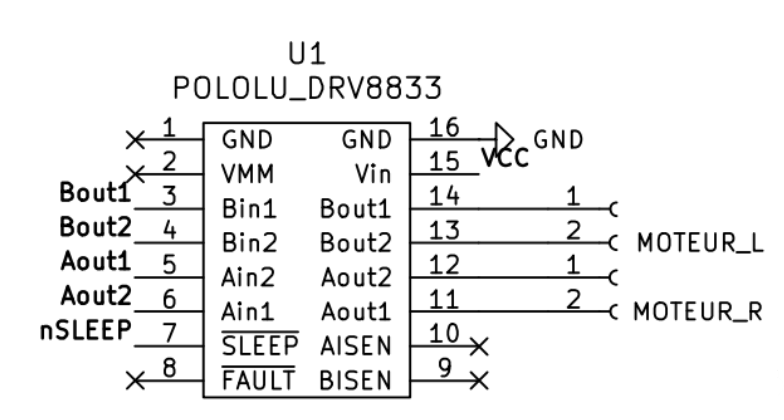 U1
POLOLU_DRV8833
1 GND GND 16 GND
2 VMM Vin 15 VCC
Bout1 3 Bin1 Bout1 14 1
Bout2 4 Bin2 Bout2 13 2 MOTEUR_L
Aout1 5 Ain2 Aout2 12 1
Aout2 6 Ain1 Aout1 11 2 MOTEUR_R
nSLEEP 7 SLEEP AISEN 10
8 FAULT BISEN 9